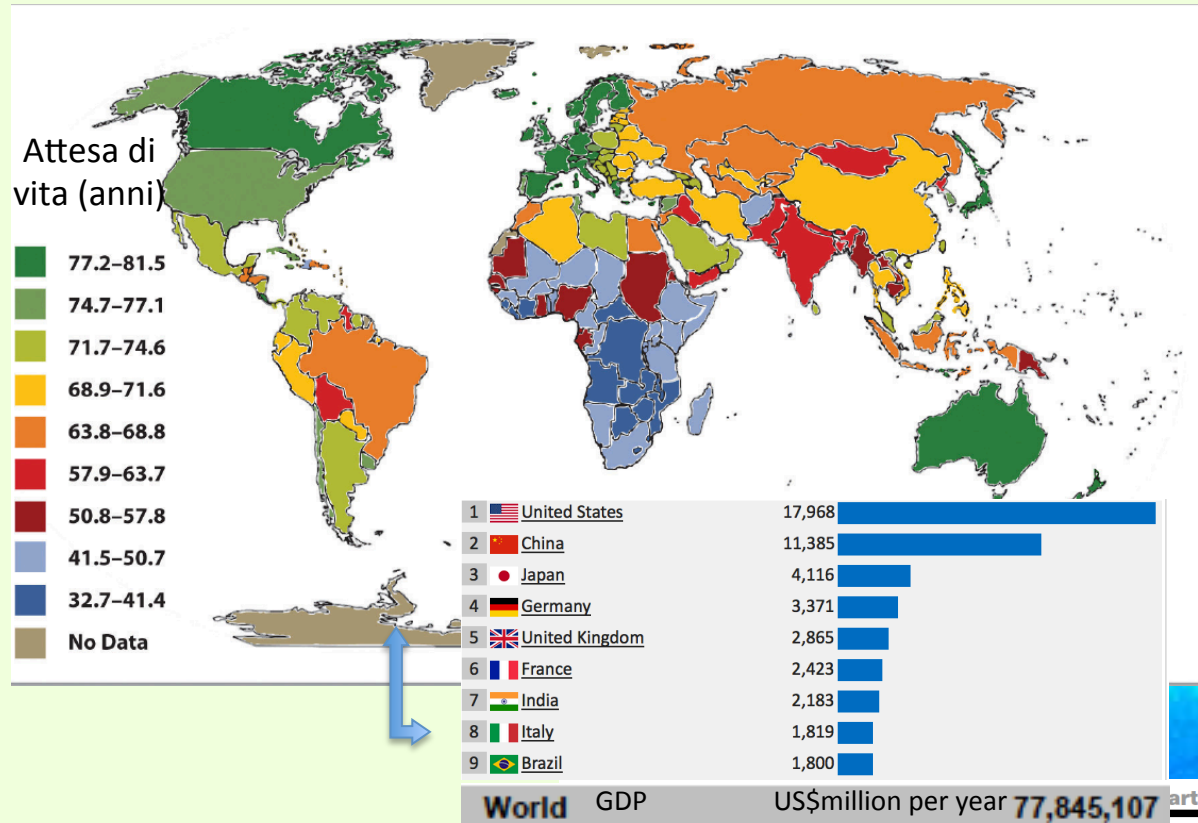 Attesa di
vita (anni)
77.2–81.5
74.7–77.1
71.7–74.6
68.9–71.6
63.8–68.8
57.9–63.7
50.8–57.8
41.5–50.7
32.7–41.4
No Data
1 United States 17,968
2 China 11,385
3 Japan 4,116
4 Germany 3,371
5 United Kingdom 2,865
6 France 2,423
7 India 2,183
8 Italy 1,819
9 Brazil 1,800
World GDP US$million per year 77,845,107
art